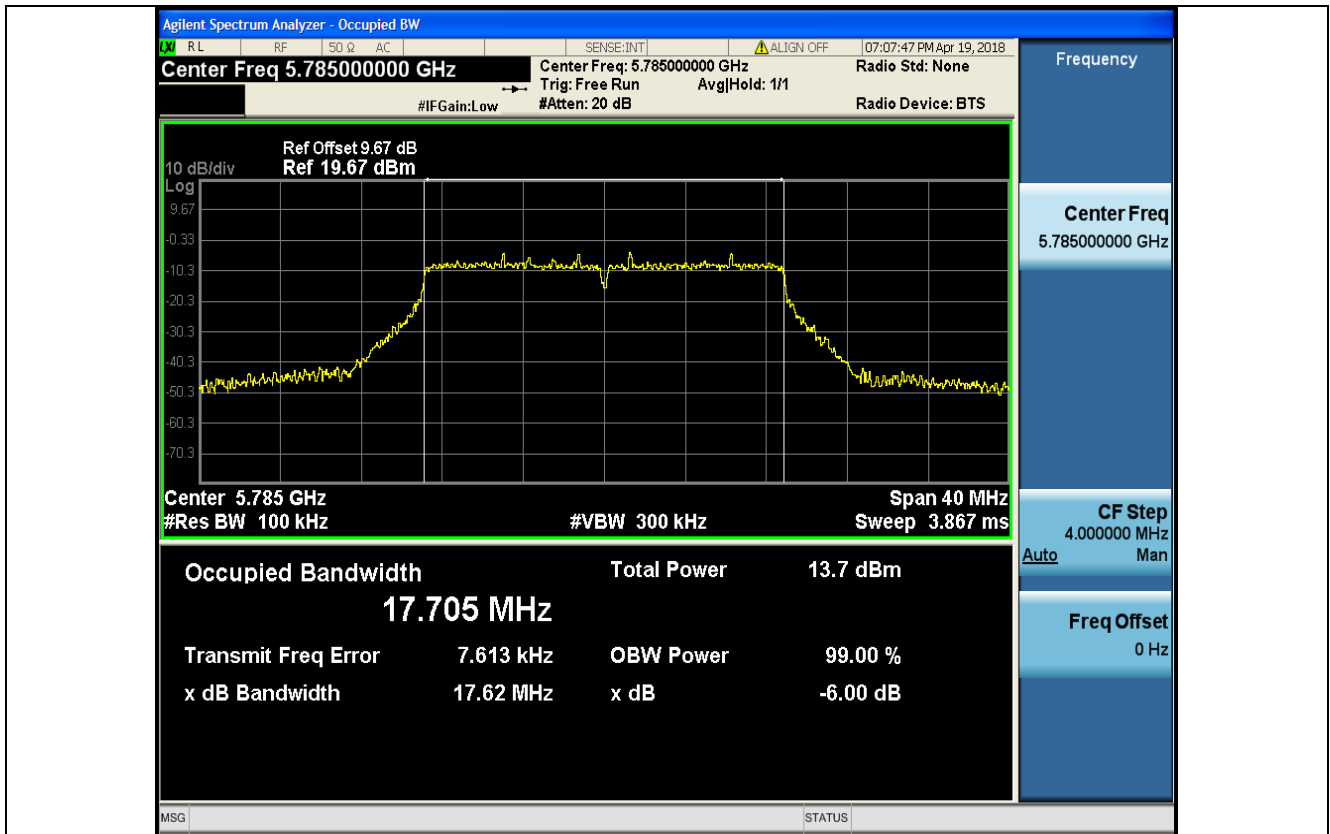 Agilent Spectrum Analyzer - Occupied BW
LXI RL RF 50 Ω AC SENSE:INT ALIGN OFF 07:07:47 PM Apr 19, 2018
Center Freq 5.785000000 GHz
Center Freq: 5.785000000 GHz
Radio Std: None
Trig: Free Run Avg|Hold: 1/1
#IFGain:Low #Atten: 20 dB Radio Device: BTS
Ref Offset 9.67 dB
10 dB/div Ref 19.67 dBm
Log
9.67
-0.33
-10.3
-20.3
-30.3
-40.3
-50.3
-60.3
-70.3
Center 5.785 GHz Span 40 MHz
#Res BW 100 kHz #VBW 300 kHz Sweep 3.867 ms
Occupied Bandwidth Total Power 13.7 dBm
17.705 MHz
Transmit Freq Error 7.613 kHz OBW Power 99.00 %
x dB Bandwidth 17.62 MHz x dB -6.00 dB
MSG STATUS
Frequency
Center Freq
5.785000000 GHz
CF Step
4.000000 MHz
Auto Man
Freq Offset
0 Hz